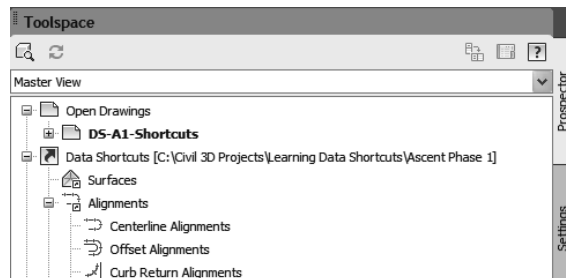 Toolspace
?
Master View
Open Drawings
DS-A1-Shortcuts
Data Shortcuts [C:\Civil 3D Projects\Learning Data Shortcuts\Ascent Phase 1]
Surfaces
Alignments
Centerline Alignments
Offset Alignments
Curb Return Alignments
Prospector
Settings